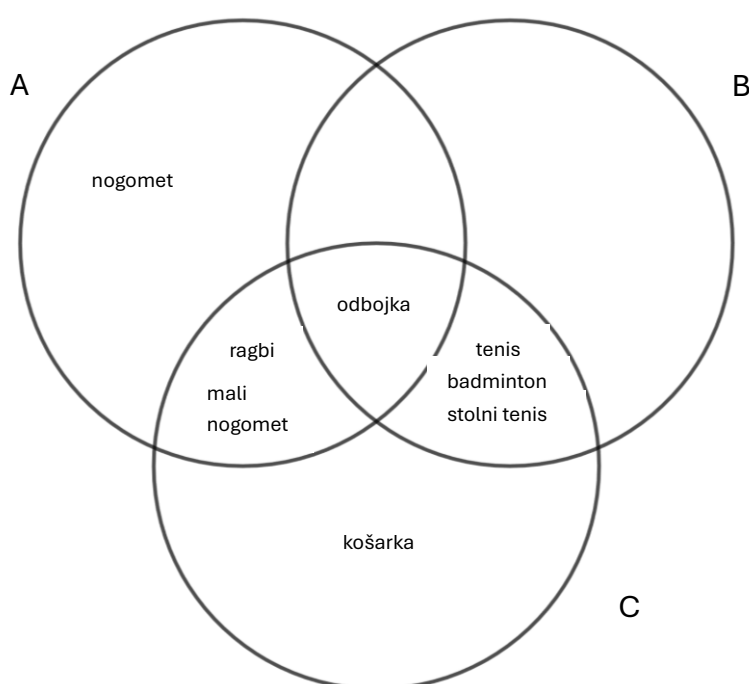 A
B
nogomet
odbojka
ragbi
tenis
mali
badminton
nogomet
stolni tenis
košarka
C